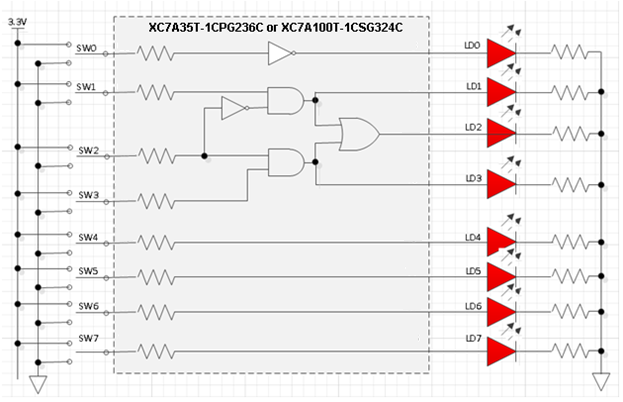 XC7A35T-1CPG236C or XC7A100T-1CSG324C
3.3V
SW0
LD0
SW1
LD1
LD2
SW2
LD3
SW3
SW4
LD4
SW5
LD5
SW6
LD6
SW7
LD7